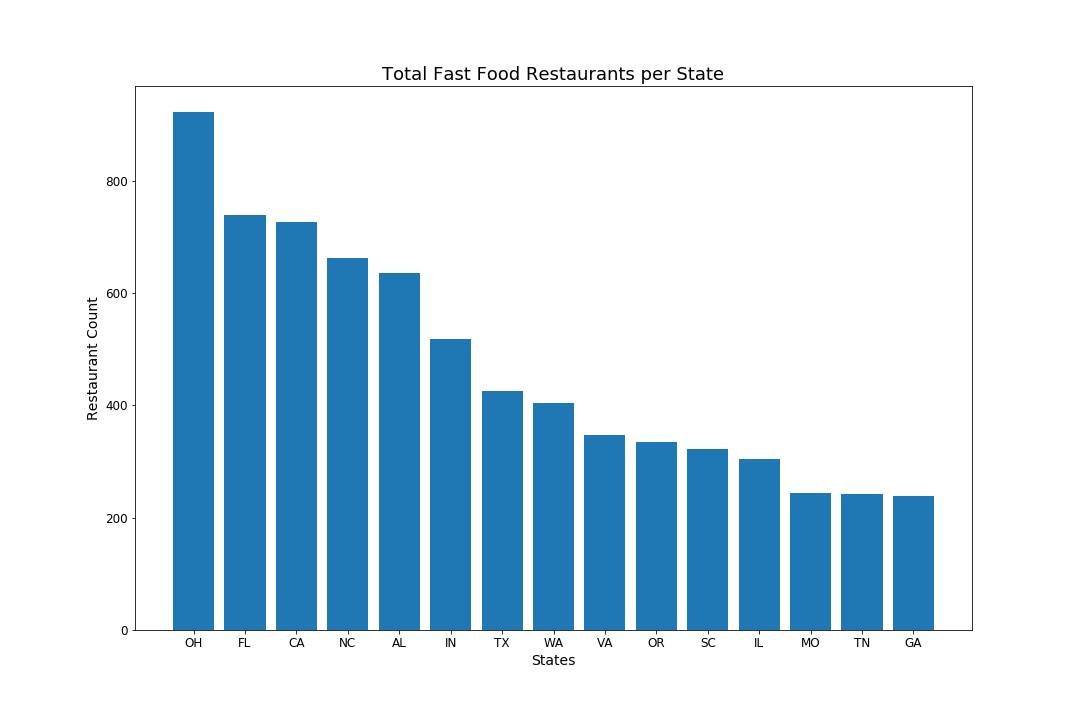 Total Fast Food Restaurants per State
Restaurant Count
800
600
400
200
0
OH FL CA NC AL IN TX WA VA OR SC IL MO TN GA
States